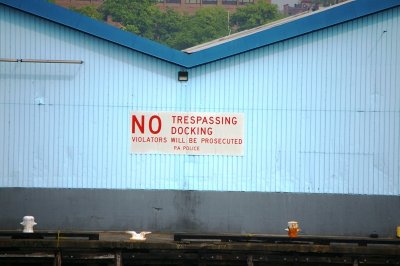 NO TRESPASSING
DOCKING
VIOLATORS WILL BE PROSECUTED
PA POLICE